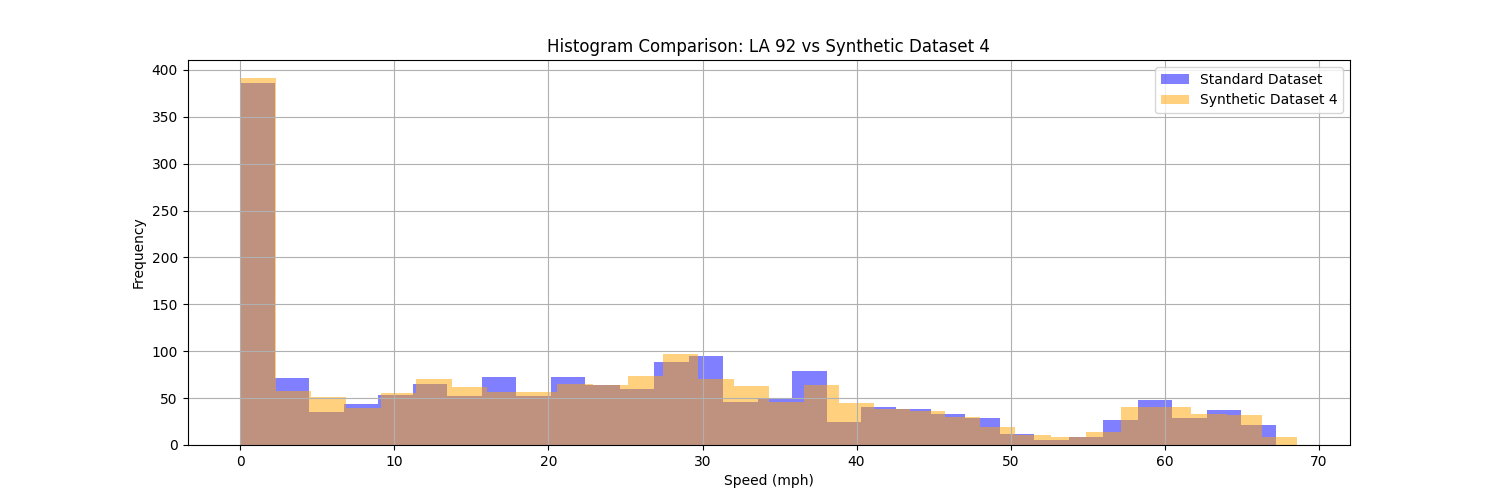 Histogram Comparison: LA 92 vs Synthetic Dataset 4
Standard Dataset
Synthetic Dataset 4
400
350
300
250
200
150
100
50
0
Frequency
0 10 20 30 40 50 60 70
Speed (mph)